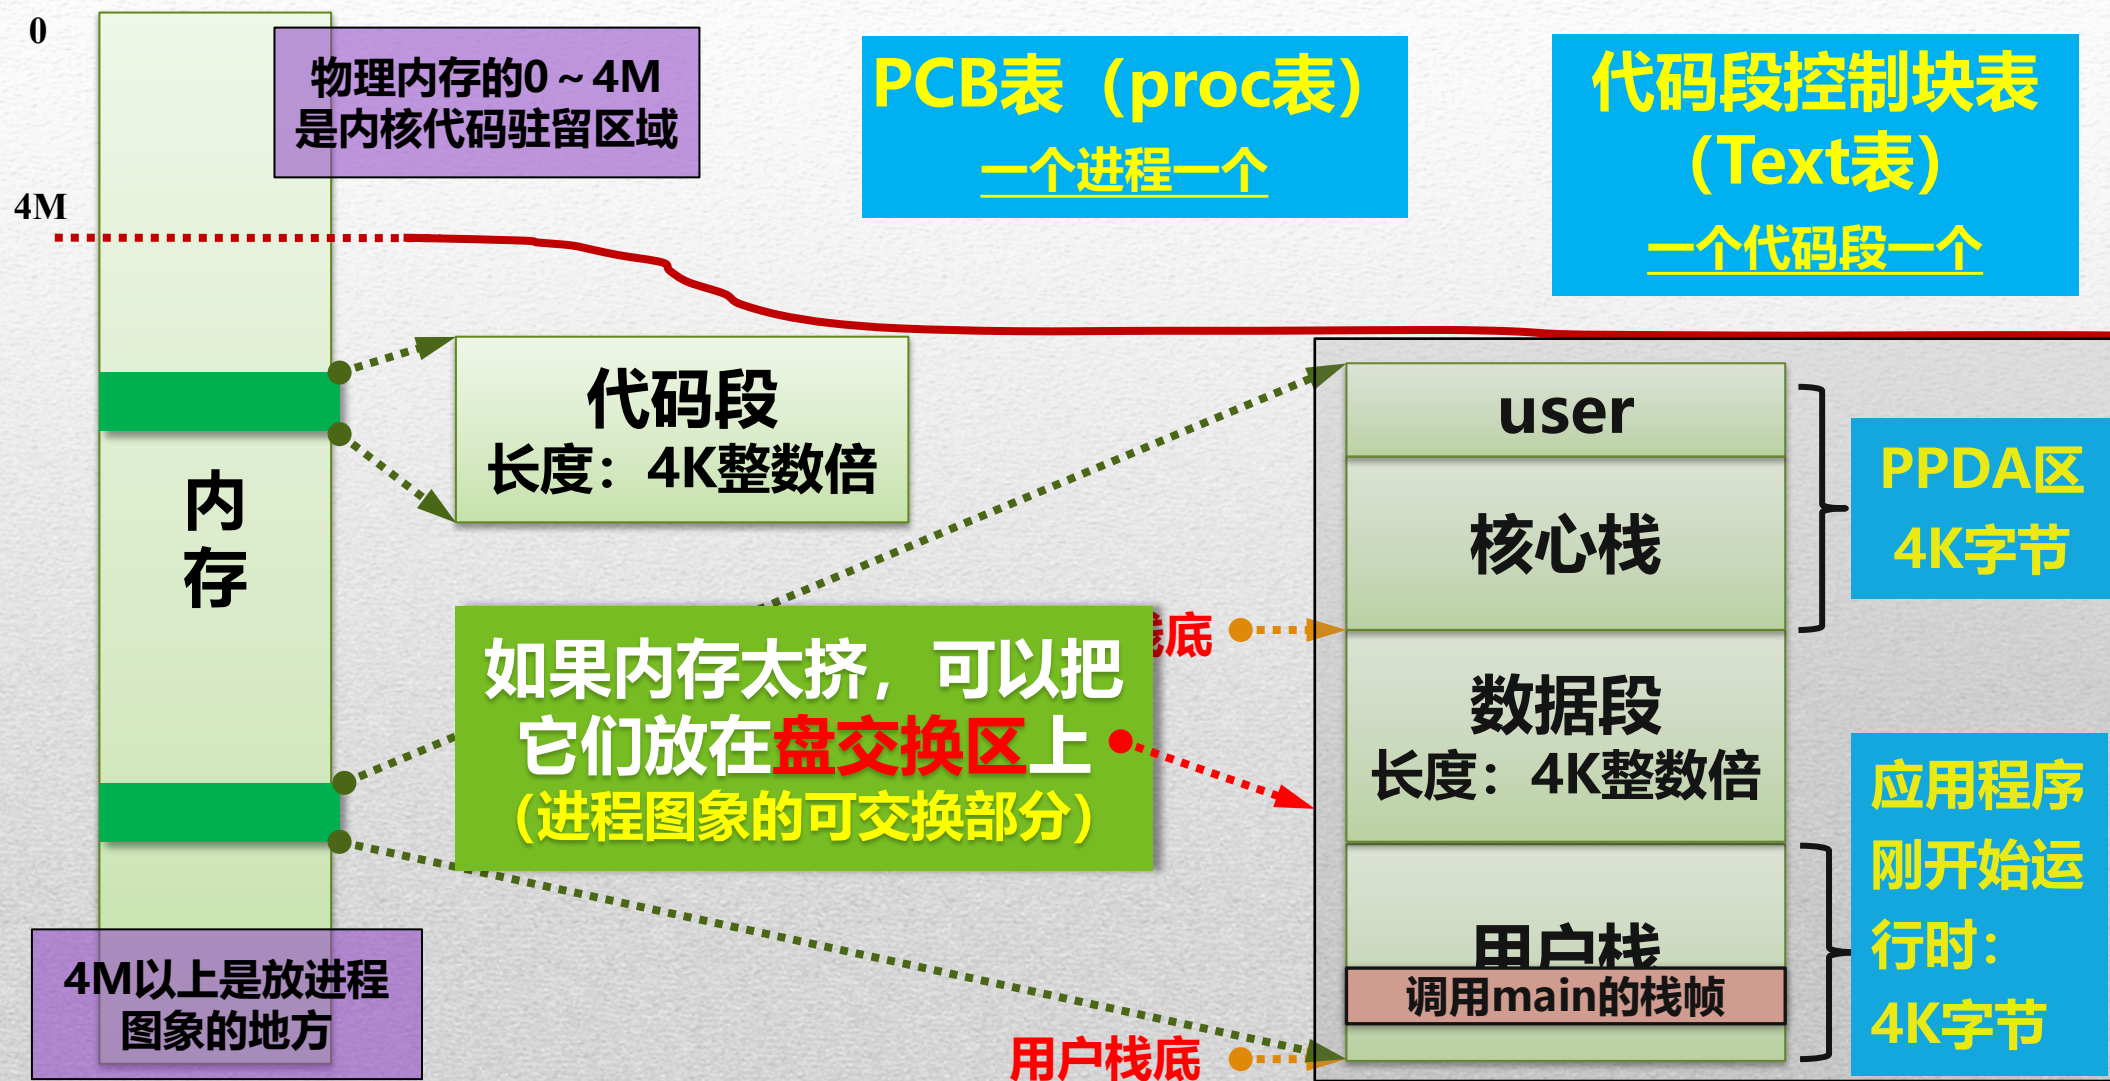 0
物理内存的0～4M
是内核代码驻留区域
PCB表（proc表）
一个进程一个
代码段控制块表
（Text表）
一个代码段一个
4M
代码段
长度：4K整数倍
内
存
user
核心栈
PPDA区
4K字节
底
如果内存太挤，可以把
它们放在盘交换区上
（进程图象的可交换部分）
数据段
长度：4K整数倍
用户栈
调用main的栈帧
应用程序
刚开始运
行时：
4K字节
4M以上是放进程
图象的地方
用户栈底